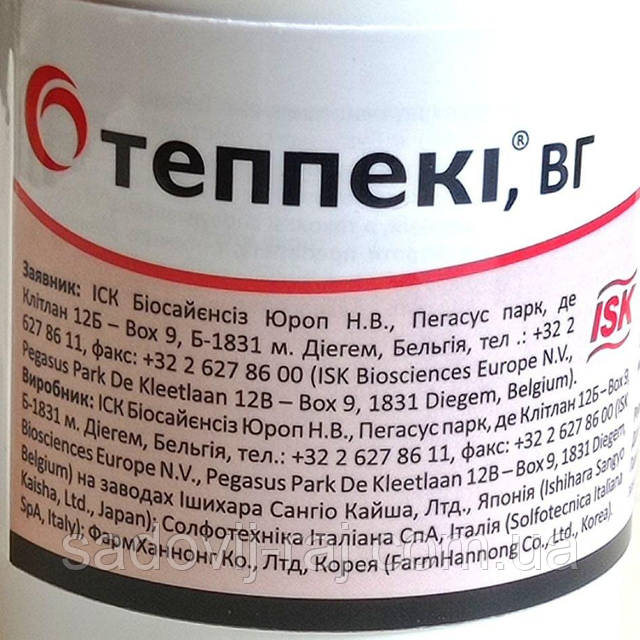 теппекі,® ВГ
Заявник: ІСК Біосайєнсіз Юроп Н.В., Пегасус парк, де
Клітлан 12Б – Box 9, Б-1831 м. Дієгем, Бельгія, тел .: +32 2
627 86 11, факс: +32 2 627 86 00 (ISK Biosciences Europe N.V.,
Pegasus Park De Kleetlaan 12B – Box 9, 1831 Diegem, Belgium).
Виробник: ІСК Біосайєнсіз Юроп Н.В., Пегасус парк, де Клітлан 12Б – Box 9,
Б-1831 м. Дієгем, Бельгія, тел.: +32 2 627 86 11, факс: +32 2 627 86 00 (ISK
Biosciences Europe N.V., Pegasus Park De Kleetlaan 12B – Box 9, 1831 Diegem,
Belgium) на заводах Ішихара Сангіо Кайша, Лтд., Японія (Ishihara Sangyo
Kaisha, Ltd., Japan); Солфотехніка Італіана СпА, Італія (Solfotecnica Italiana
SpA, Italy); ФармХаннонг Ко., Лтд, Корея (FarmHannong Co., Ltd., Korea).
ISK
sadovij-raj.com.ua